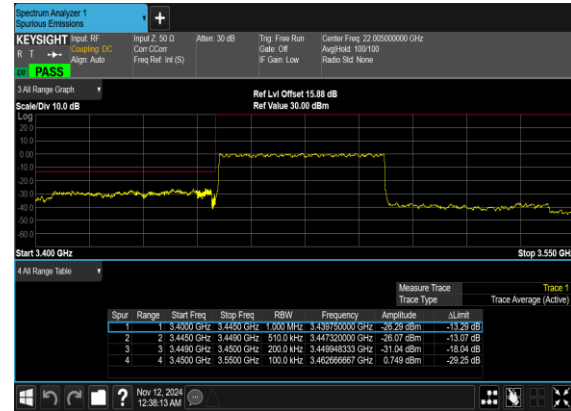 Spectrum Analyzer 1
Spurious Emissions
+
KEYSIGHT Input: RF Input Z: 50 Ω Atten: 30 dB Trig: Free Run Center Freq: 22.005000000 GHz
R T Coupling: DC Corr CCorr Gate: Off Avg|Hold: 100/100
Align: Auto Freq Ref: Int (S) IF Gain: Low Radio Std: None
PASS
3 All Range Graph
Ref Lvl Offset 15.88 dB
Scale/Div 10.0 dB Ref Value 30.00 dBm
Log
20.0
10.0
0.00
-10.0
-20.0
-30.0
-40.0
-50.0
-60.0
Start 3.400 GHz Stop 3.550 GH
4 All Range Table
Measure Trace Trace 1
Trace Type Trace Average (Active)
Spur Range Start Freq Stop Freq RBW Frequency Amplitude ΔLimit
1 1 3.4000 GHz 3.4450 GHz 1.000 MHz 3.439750000 GHz -26.29 dBm -13.29 dB
2 2 3.4450 GHz 3.4490 GHz 510.0 kHz 3.447320000 GHz -26.07 dBm -13.07 dB
3 3 3.4490 GHz 3.4500 GHz 200.0 kHz 3.449948333 GHz -31.04 dBm -18.04 dB
4 4 3.4500 GHz 3.5500 GHz 100.0 kHz 3.462666667 GHz 0.749 dBm -29.25 dB
? Nov 12, 2024
12:38:13 AM